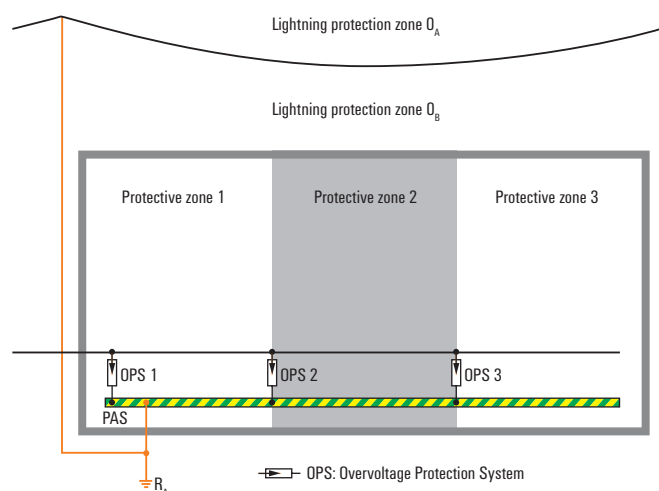 Lightning protection zone 0A
Lightning protection zone 0B
Protective zone 1 Protective zone 2 Protective zone 3
OPS 1 OPS 2 OPS 3
PAS
OPS: Overvoltage Protection System
R